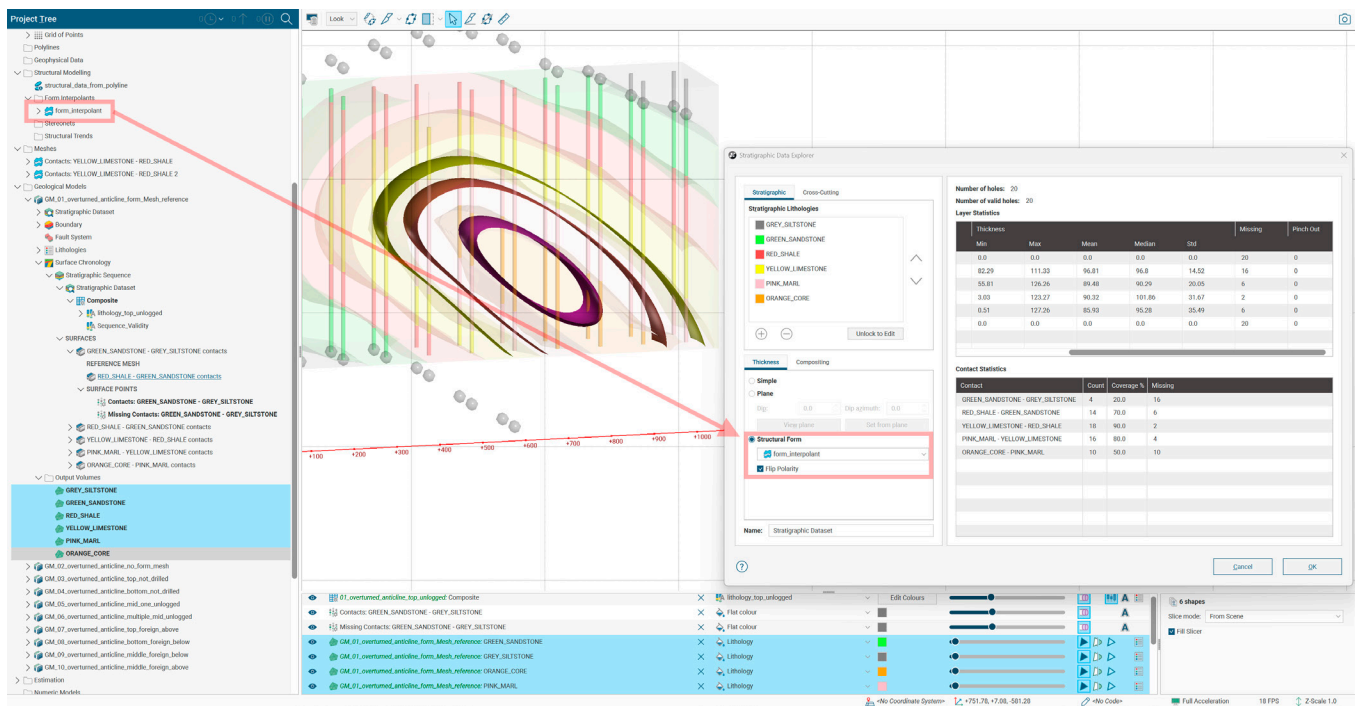 Project Tree
0
0
0
Look
Grid of Points
Polylines
Geophysical Data
Structural Modelling
structural_data_from_polyline
Form Interpolants
form_interpolant
Stereonets
Structural Trends
Meshes
Contacts: YELLOW_LIMESTONE - RED_SHALE
Contacts: YELLOW_LIMESTONE - RED_SHALE 2
Geological Models
GM_01_overturned_anticline_form_Mesh_reference
Stratigraphic Dataset
Boundary
Fault System
Lithologies
Surface Chronology
Stratigraphic Sequence
Stratigraphic Dataset
Composite
lithology_top_unlogged
Sequence_Validity
SURFACES
GREEN_SANDSTONE - GREY_SILTSTONE contacts
REFERENCE MESH
RED_SHALE - GREEN_SANDSTONE contacts
SURFACE POINTS
Contacts: GREEN_SANDSTONE - GREY_SILTSTONE
Missing Contacts: GREEN_SANDSTONE - GREY_SILTSTONE
RED_SHALE - GREEN_SANDSTONE contacts
YELLOW_LIMESTONE - RED_SHALE contacts
PINK_MARL - YELLOW_LIMESTONE contacts
ORANGE_CORE - PINK_MARL contacts
Output Volumes
GREY_SILTSTONE
GREEN_SANDSTONE
RED_SHALE
YELLOW_LIMESTONE
PINK_MARL
ORANGE_CORE
GM_02_overturned_anticline_no_form_mesh
GM_03_overturned_anticline_top_not_drilled
GM_04_overturned_anticline_bottom_not_drilled
GM_05_overturned_anticline_mid_one_unlogged
GM_06_overturned_anticline_multiple_mid_unlogged
GM_07_overturned_anticline_top_foreign_above
GM_08_overturned_anticline_bottom_foreign_below
GM_09_overturned_anticline_middle_foreign_below
GM_10_overturned_anticline_middle_foreign_above
Estimation
Numeric Models
+100 +200 +300 +400 +500 +600 +700 +800 +900 +1000
Stratigraphic Data Explorer
Stratigraphic Cross-Cutting
Stratigraphic Lithologies
GREY_SILTSTONE
GREEN_SANDSTONE
RED_SHALE
YELLOW_LIMESTONE
PINK_MARL
ORANGE_CORE
Unlock to Edit
Thickness Compositing
Simple
Plane
Dip: 0.0 Dip azimuth: 0.0
View plane Set from plane
Structural Form
form_interpolant
Flip Polarity
Name: Stratigraphic Dataset
Number of holes: 20
Number of valid holes: 20
Layer Statistics
Thickness Missing Pinch Out
Min Max Mean Median Std
0.0 0.0 0.0 0.0 0.0 20 0
82.29 111.33 96.81 96.8 14.52 16 0
55.81 126.26 89.48 90.29 20.05 6 0
3.03 123.27 90.32 101.86 31.67 2 0
0.51 127.26 85.93 95.28 35.49 6 0
0.0 0.0 0.0 0.0 0.0 20 0
Contact Statistics
Contact Count Coverage % Missing
GREEN_SANDSTONE - GREY_SILTSTONE 4 20.0 16
RED_SHALE - GREEN_SANDSTONE 14 70.0 6
YELLOW_LIMESTONE - RED_SHALE 18 90.0 2
PINK_MARL - YELLOW_LIMESTONE 16 80.0 4
ORANGE_CORE - PINK_MARL 10 50.0 10
Cancel OK
01_overturned_anticline_top_unlogged: Composite lithology_top_unlogged Edit Colours
Contacts: GREEN_SANDSTONE - GREY_SILTSTONE Flat colour
Missing Contacts: GREEN_SANDSTONE - GREY_SILTSTONE Flat colour
GM_01_overturned_anticline_form_Mesh_reference: GREEN_SANDSTONE Lithology
GM_01_overturned_anticline_form_Mesh_reference: GREY_SILTSTONE Lithology
GM_01_overturned_anticline_form_Mesh_reference: ORANGE_CORE Lithology
GM_01_overturned_anticline_form_Mesh_reference: PINK_MARL Lithology
6 shapes
Slice mode: From Scene
Fill Slicer
<No Coordinate System> +751.78, +7.08, -581.28 <No Code> Full Acceleration 18 FPS Z-Scale 1.0